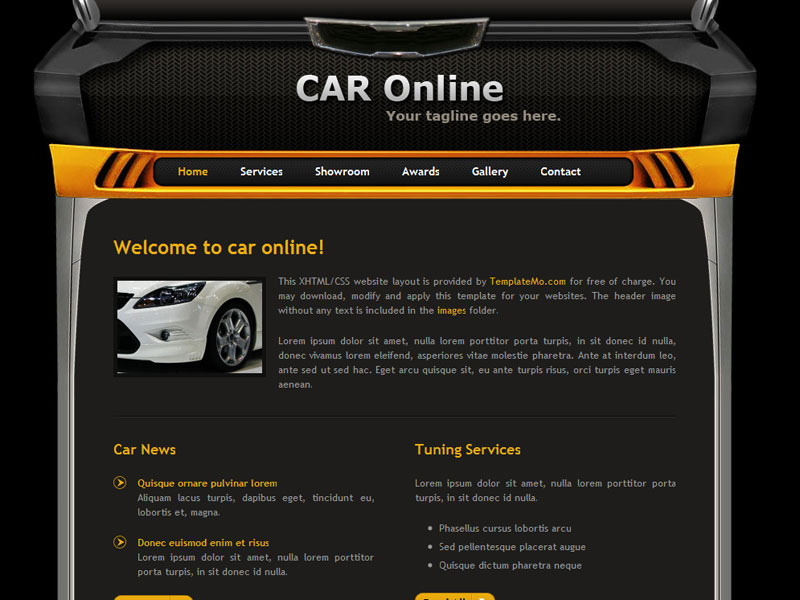 CAR Online
Your tagline goes here.
Home Services Showroom Awards Gallery Contact
Welcome to car online!
This XHTML/CSS website layout is provided by TemplateMo.com for free of charge. You
may download, modify and apply this template for your websites. The header image
without any text is included in the images folder.
Lorem ipsum dolor sit amet, nulla lorem porttitor porta turpis, in sit dolores id nulla,
donec vivamus lorem eleifend, asperiores vitae molestie pharetra. Ante at interdum leo,
ante sed ut sed hac. Eget arcu quisque sit, eu ante turpis risus, orci turpis eget mauris
aenean.
Car News
Quisque ornare pulvinar lorem
Aliquam lacus turpis, dapibus eget, tincidunt eu,
lobortis et, magna.
Donec euismod enim et risus
Lorem ipsum dolor sit amet, nulla lorem porttitor
porta turpis, in sit dolores id nulla.
Tuning Services
Lorem ipsum dolor sit amet, nulla lorem porttitor porta
turpis, in sit dolores id nulla.
Phasellus cursus lobortis arcu
Sed pellentesque placerat augue
Quisque dictum pharetra neque